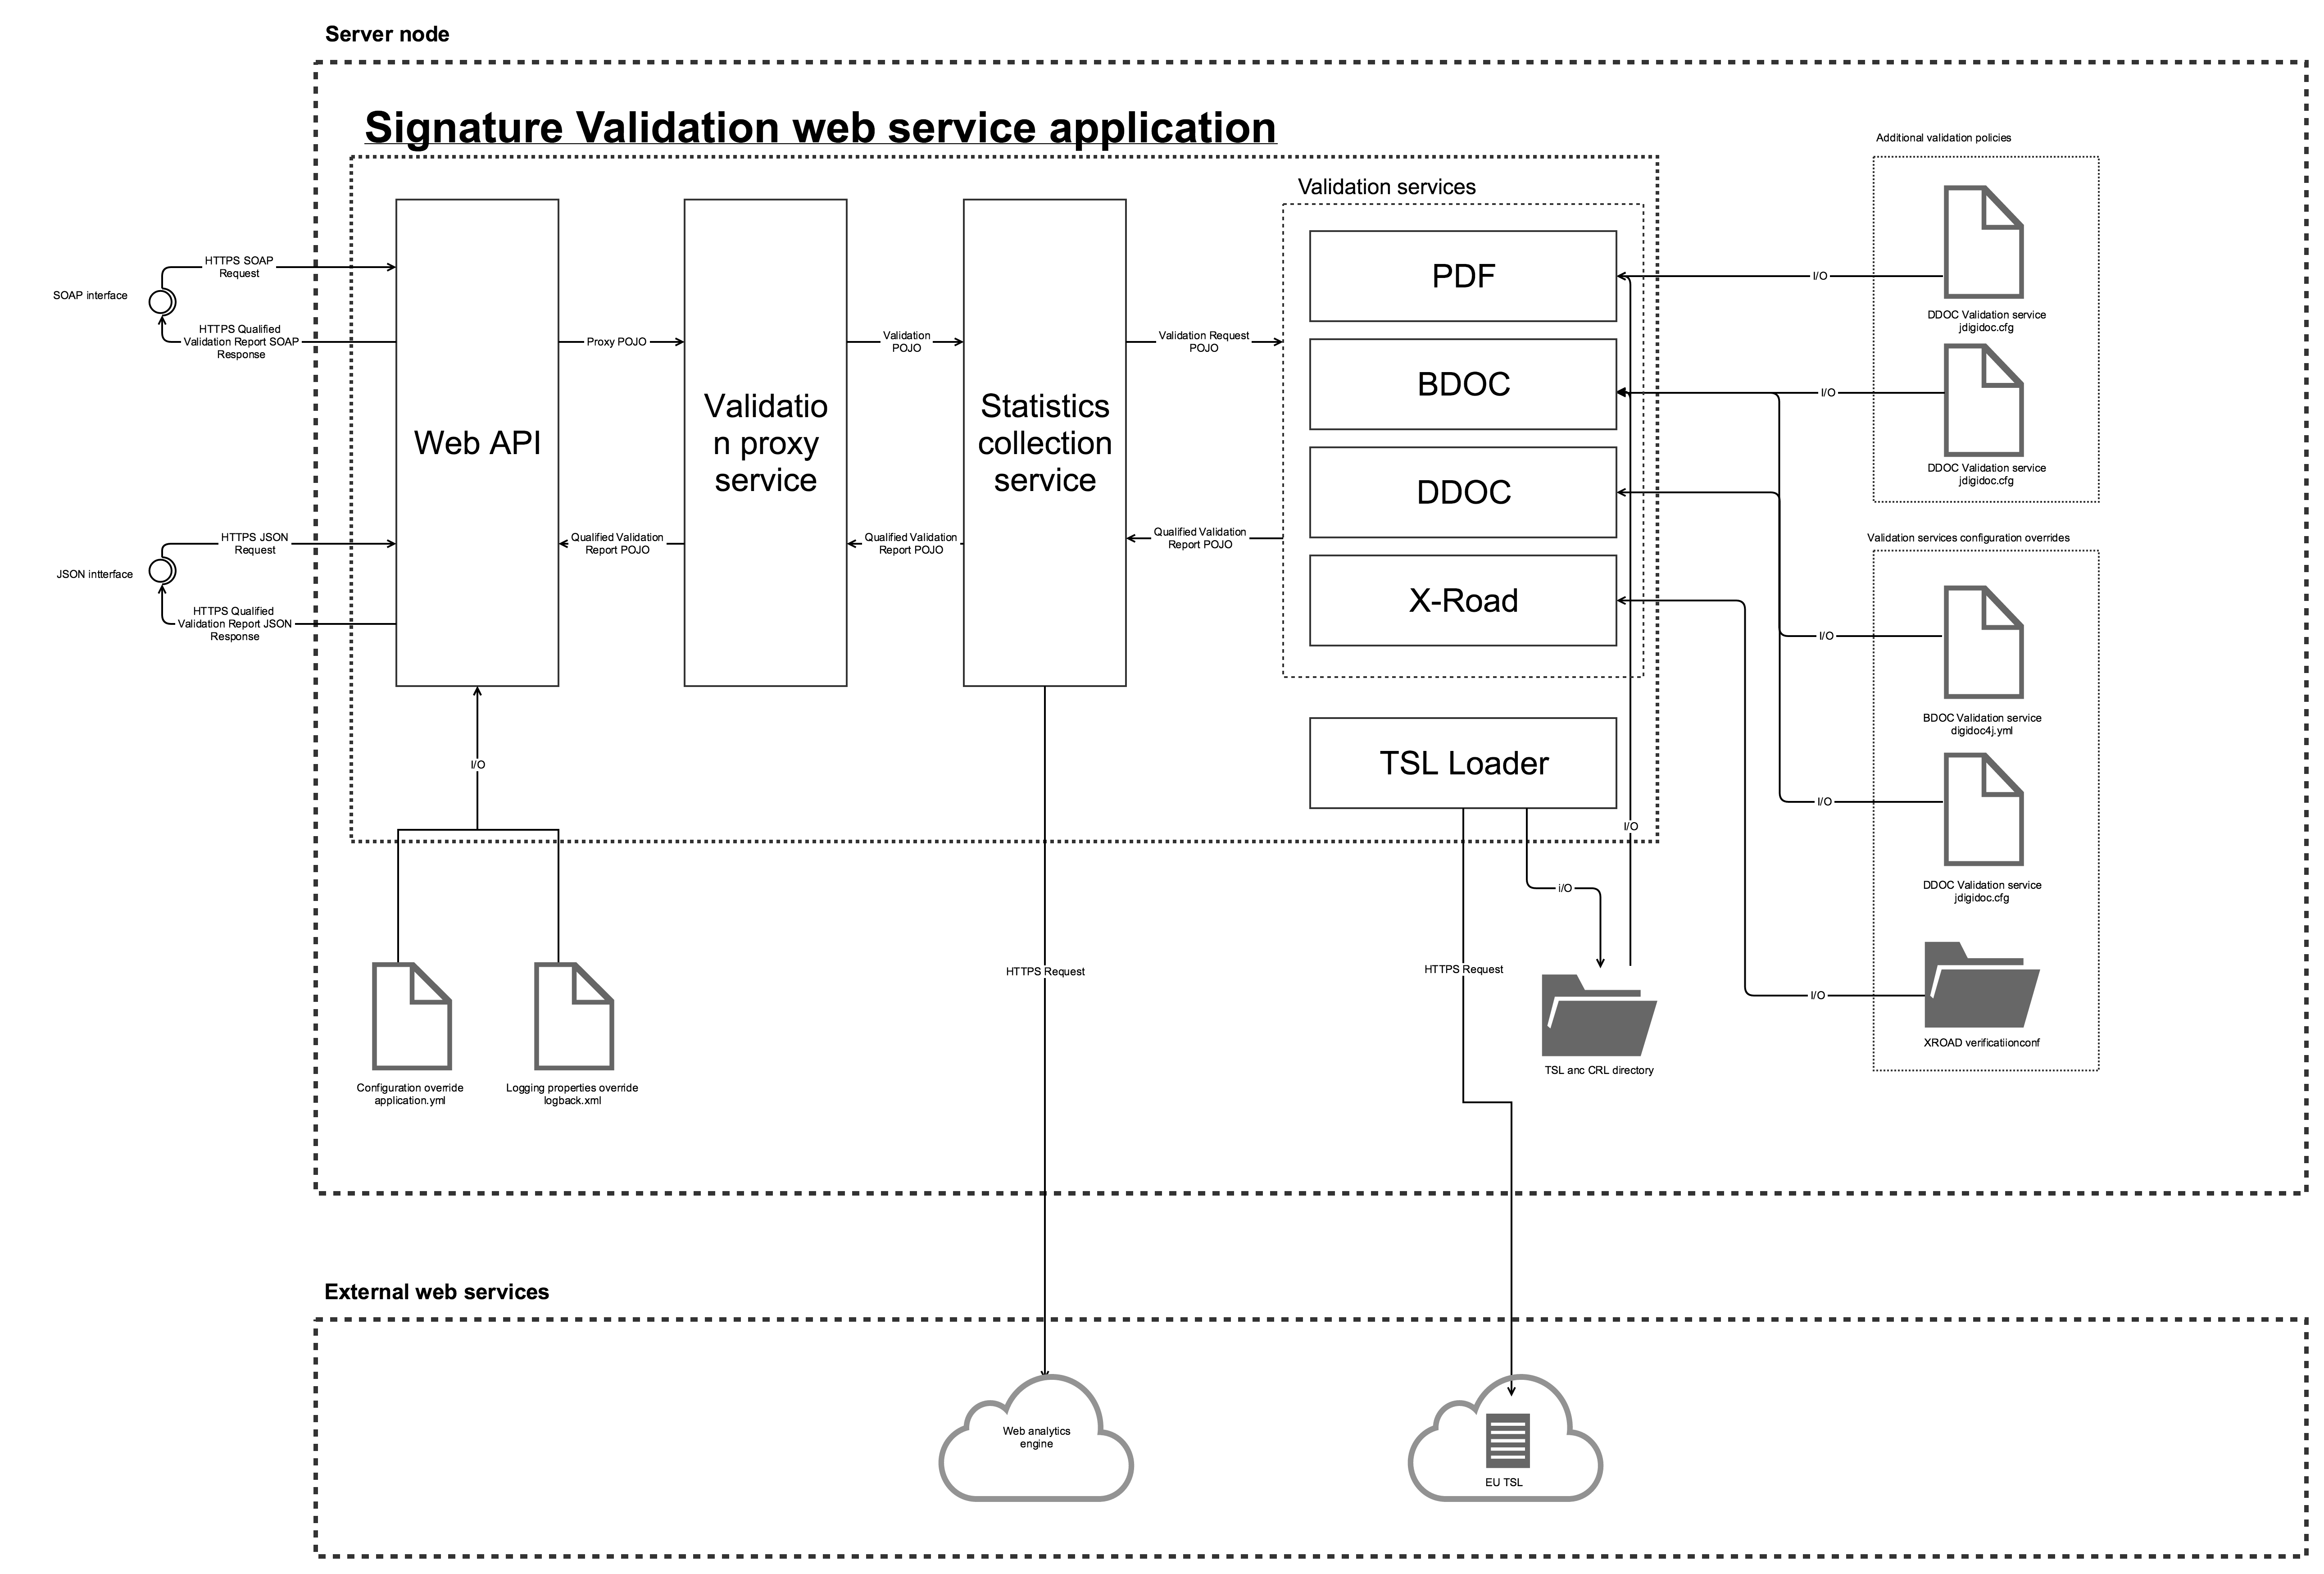 Server node
Signature Validation web service application
Additional validation policies
Validation services
HTTPS SOAP
Request
SOAP interface
HTTPS Qualified
Validation Report SOAP
Response
Web API
HTTPS JSON
Request
JSON intterface
HTTPS Qualified
Validation Report JSON
Response
Proxy POJO
Qualified Validation
Report POJO
Validatio
n proxy
service
Validation
POJO
Qualified Validation
Report POJO
Statistics
collection
service
Validation Request
POJO
Qualified Validation
Report POJO
PDF
BDOC
DDOC
X-Road
TSL Loader
I/O
DDOC Validation service
jdigidoc.cfg
I/O
DDOC Validation service
jdigidoc.cfg
Validation services configuration overrides
I/O
BDOC Validation service
digidoc4j.yml
I/O
DDOC Validation service
jdigidoc.cfg
I/O
XROAD verificatiionconf
I/O
I/O
i/O
HTTPS Request
HTTPS Request
TSL anc CRL directory
Configuration override
application.yml
Logging properties override
logback.xml
External web services
Web analytics
engine
EU TSL